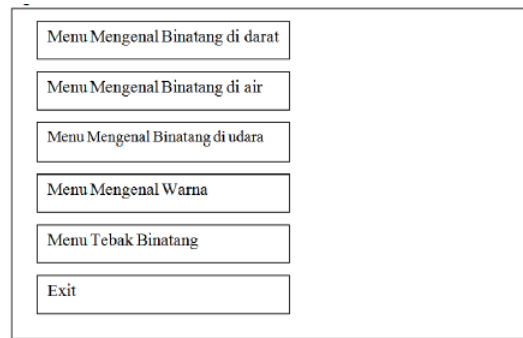 Menu Mengenal Binatang di darat
Menu Mengenal Binatang di air
Menu Mengenal Binatang di udara
Menu Mengenal Warna
Menu Tebak Binatang
Exit